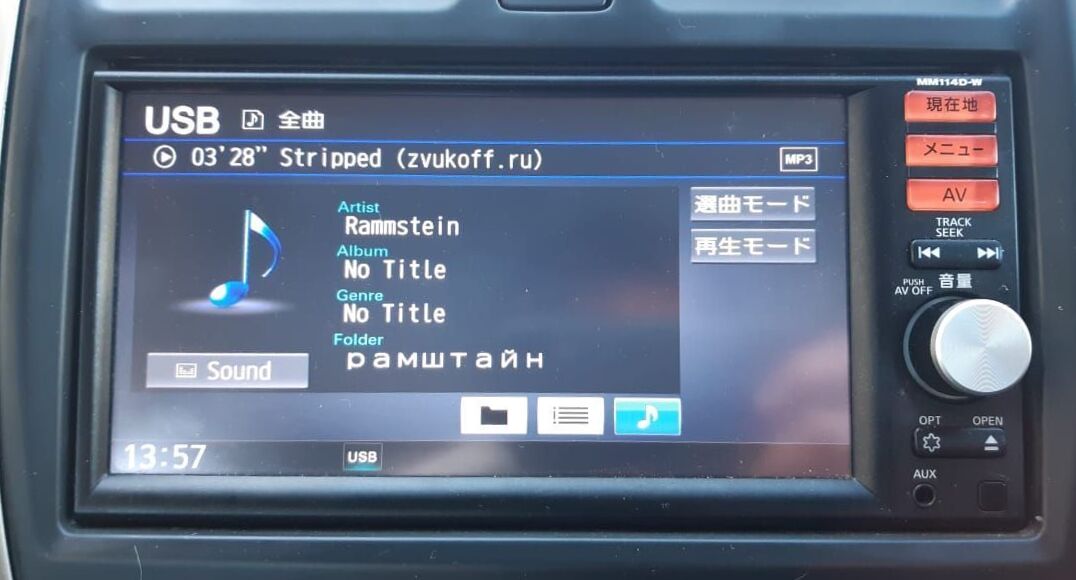 MM114D-W
USB 全曲
03'28" Stripped (zvukoff.ru) MP3
Artist
Rammstein
Album
No Title
Genre
No Title
Folder
рамштайн
選曲モード
再生モード
Sound
13:57 USB
現在地
メニュー
AV
TRACK
SEEK
PUSH
AV OFF
音量
OPT OPEN
AUX